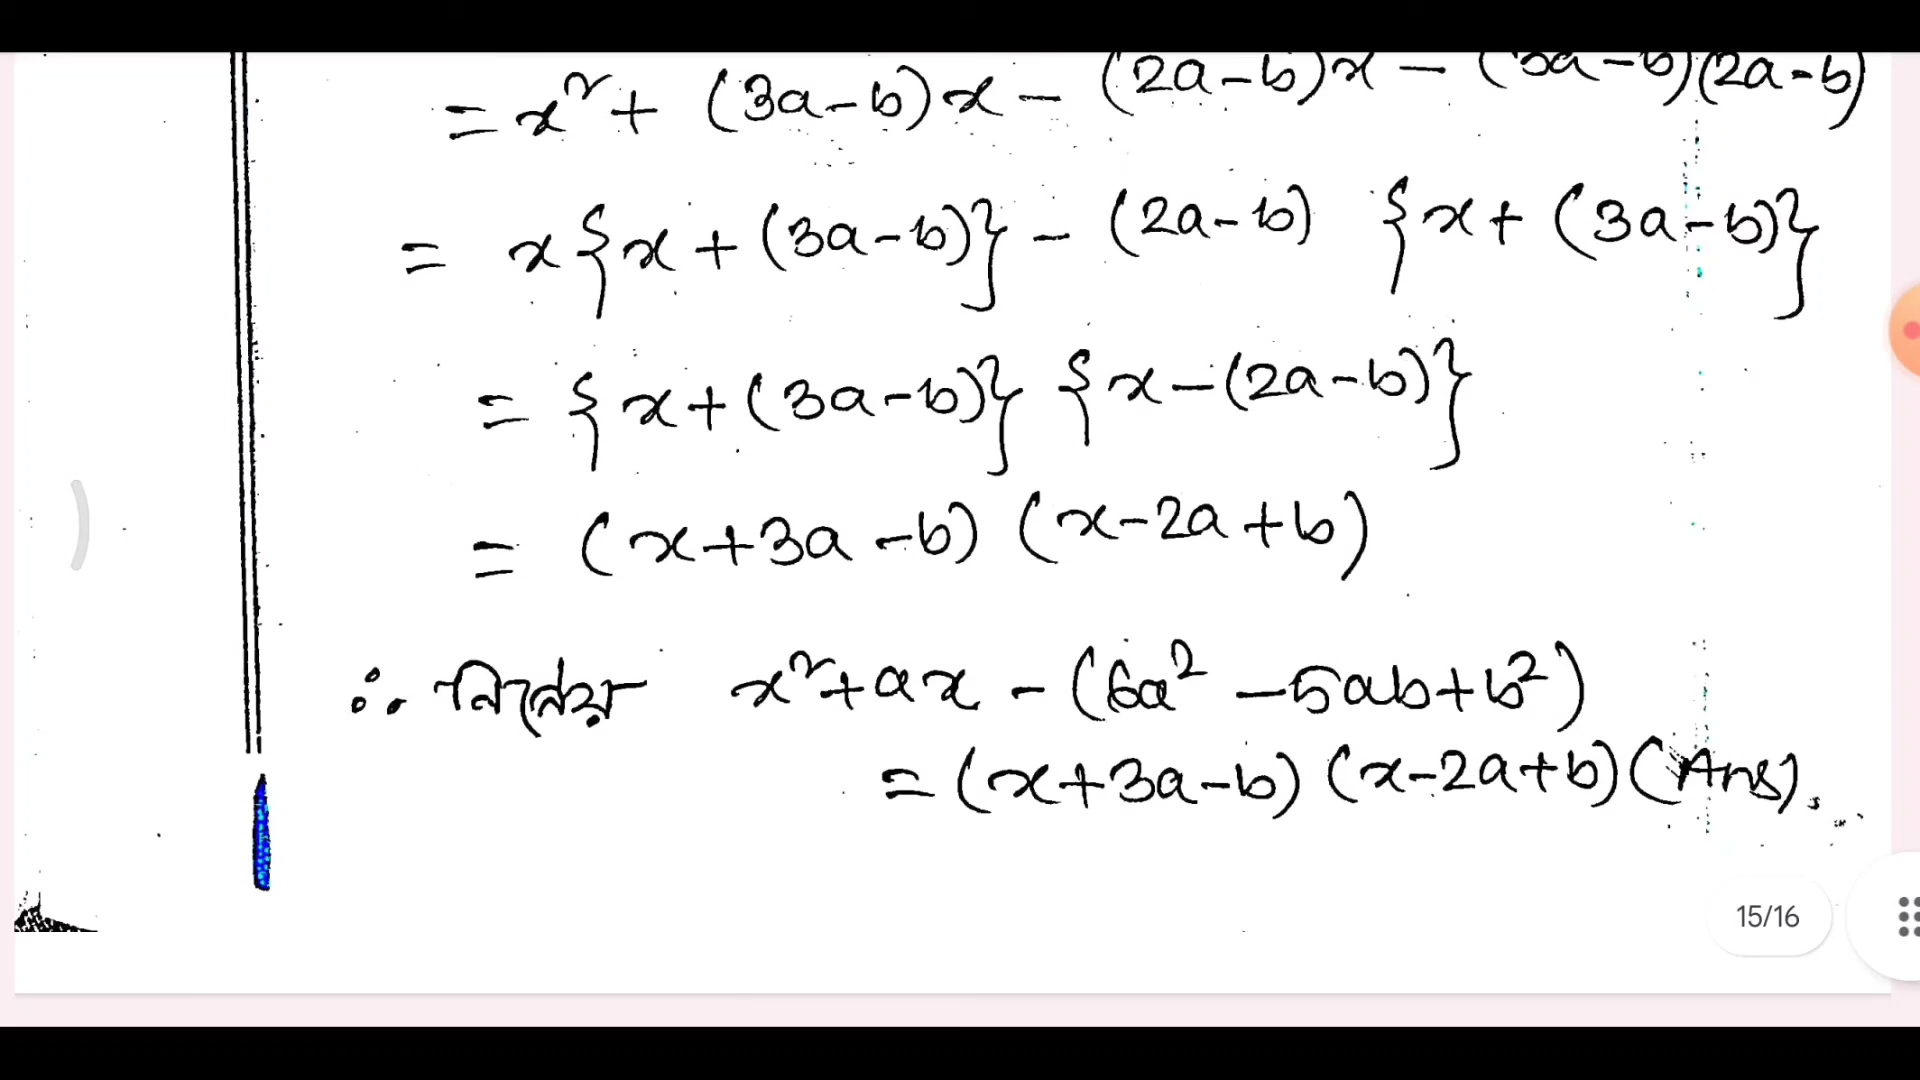 = x² + (3a-b)x - (2a-b)x - (3a-b)(2a-b)
= x{x+(3a-b)} - (2a-b) {x+(3a-b)}
= {x+(3a-b)} {x-(2a-b)}
= (x+3a-b) (x-2a+b)
∴ নির্নেয় x²+ax - (6a² -5ab+b²)
= (x+3a-b) (x-2a+b) (Ans).
15/16